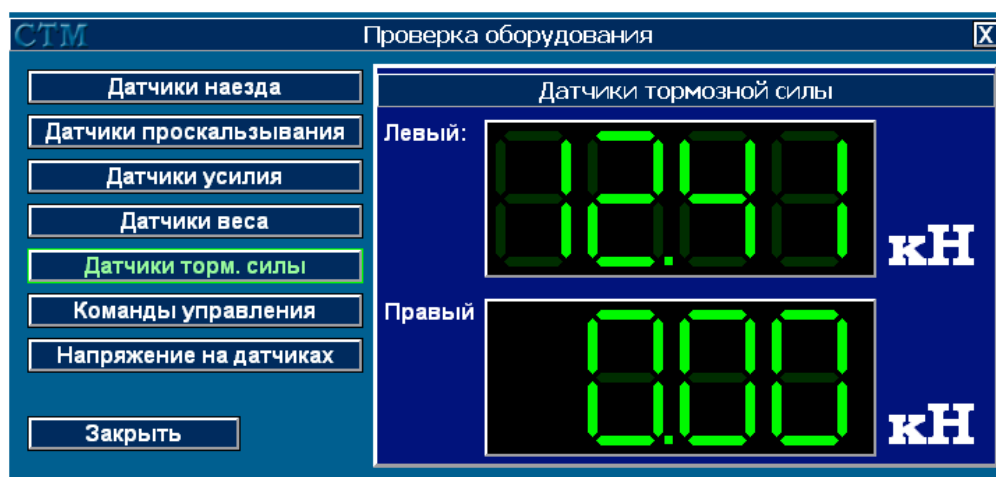 СТМ
Проверка оборудования
X
Датчики наезда
Датчики проскальзывания
Датчики усилия
Датчики веса
Датчики торм. силы
Команды управления
Напряжение на датчиках
Закрыть
Датчики тормозной силы
Левый:
12.41
кН
Правый
0.00
кН